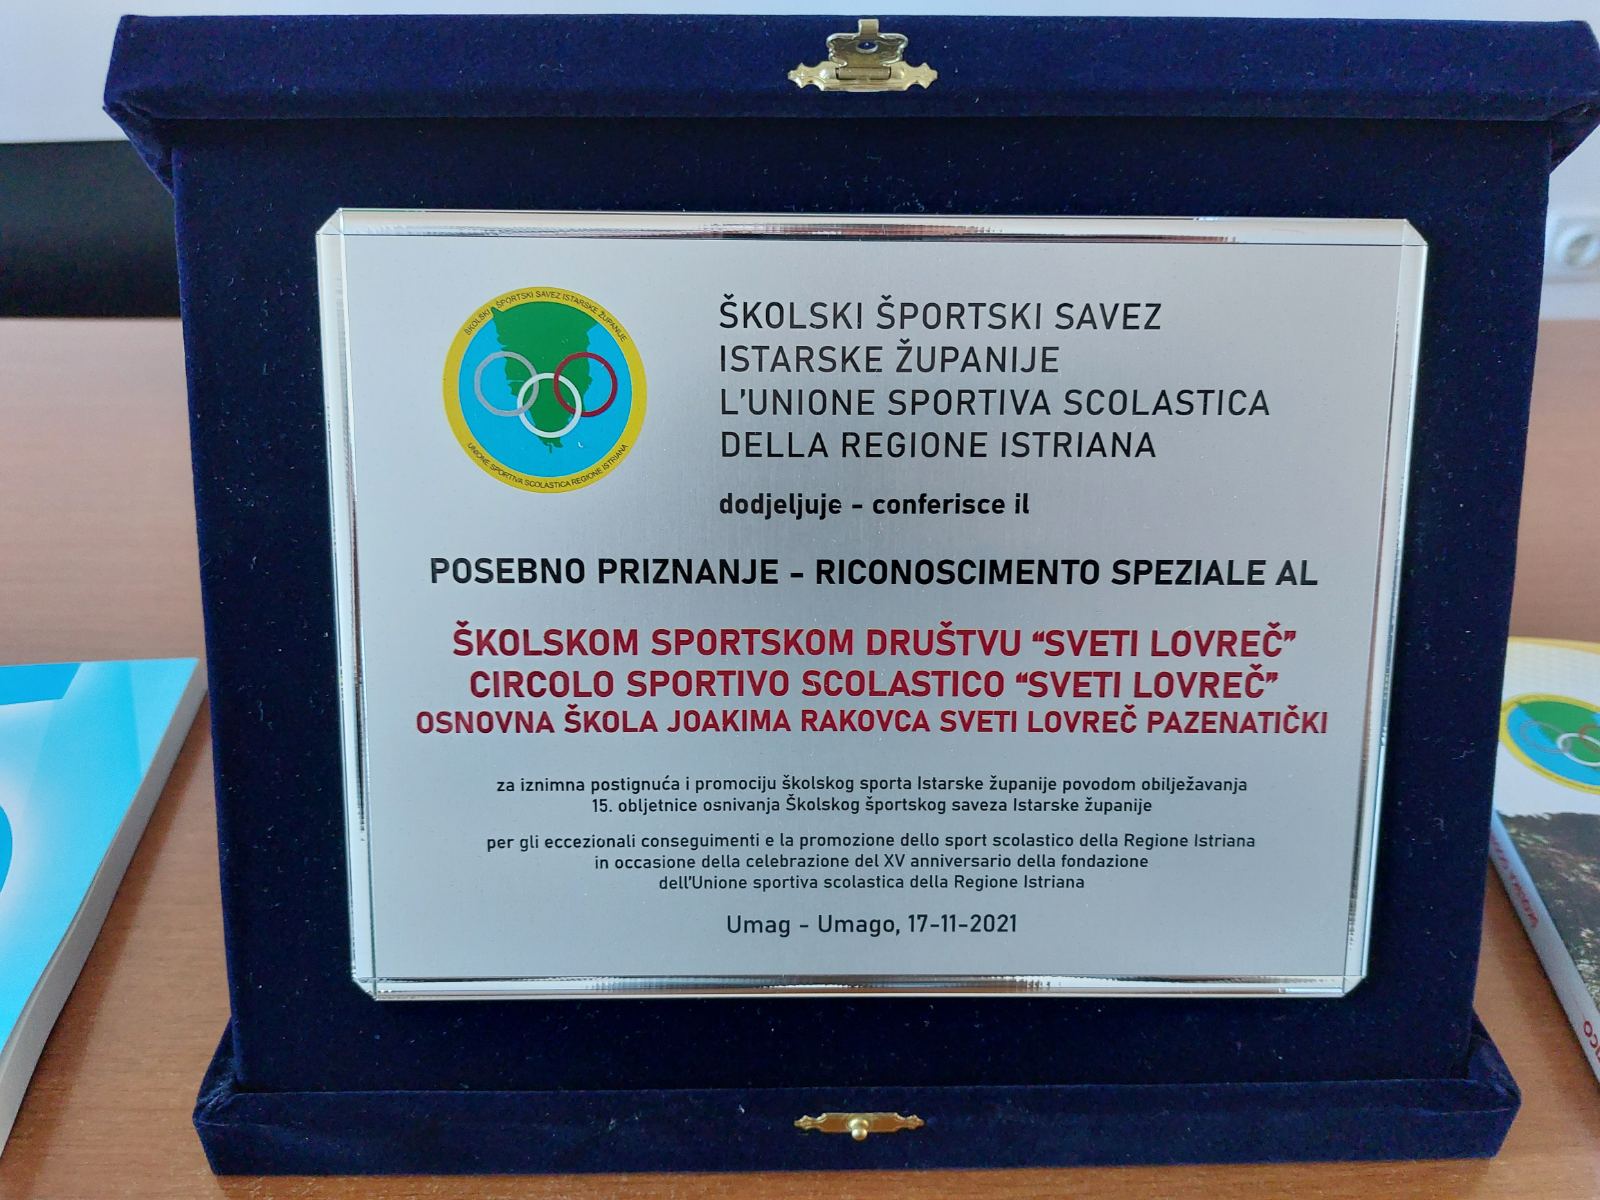 ŠKOLSKI ŠPORTSKI SAVEZ ISTARSKE ŽUPANIJE
UNIONE SPORTIVA SCOLASTICA REGIONE ISTRIANA
ŠKOLSKI ŠPORTSKI SAVEZ
ISTARSKE ŽUPANIJE
L'UNIONE SPORTIVA SCOLASTICA
DELLA REGIONE ISTRIANA
dodjeljuje - conferisce il
POSEBNO PRIZNANJE - RICONOSCIMENTO SPEZIALE AL
ŠKOLSKOM SPORTSKOM DRUŠTVU “SVETI LOVREČ”
CIRCOLO SPORTIVO SCOLASTICO “SVETI LOVREČ”
OSNOVNA ŠKOLA JOAKIMA RAKOVCA SVETI LOVREČ PAZENATIČKI
za iznimna postignuća i promociju školskog sporta Istarske županije povodom obilježavanja
15. obljetnice osnivanja Školskog športskog saveza Istarske županije
per gli eccezionali conseguimenti e la promozione dello sport scolastico della Regione Istriana
in occasione della celebrazione del XV anniversario della fondazione
dell'Unione sportiva scolastica della Regione Istriana
Umag - Umago, 17-11-2021